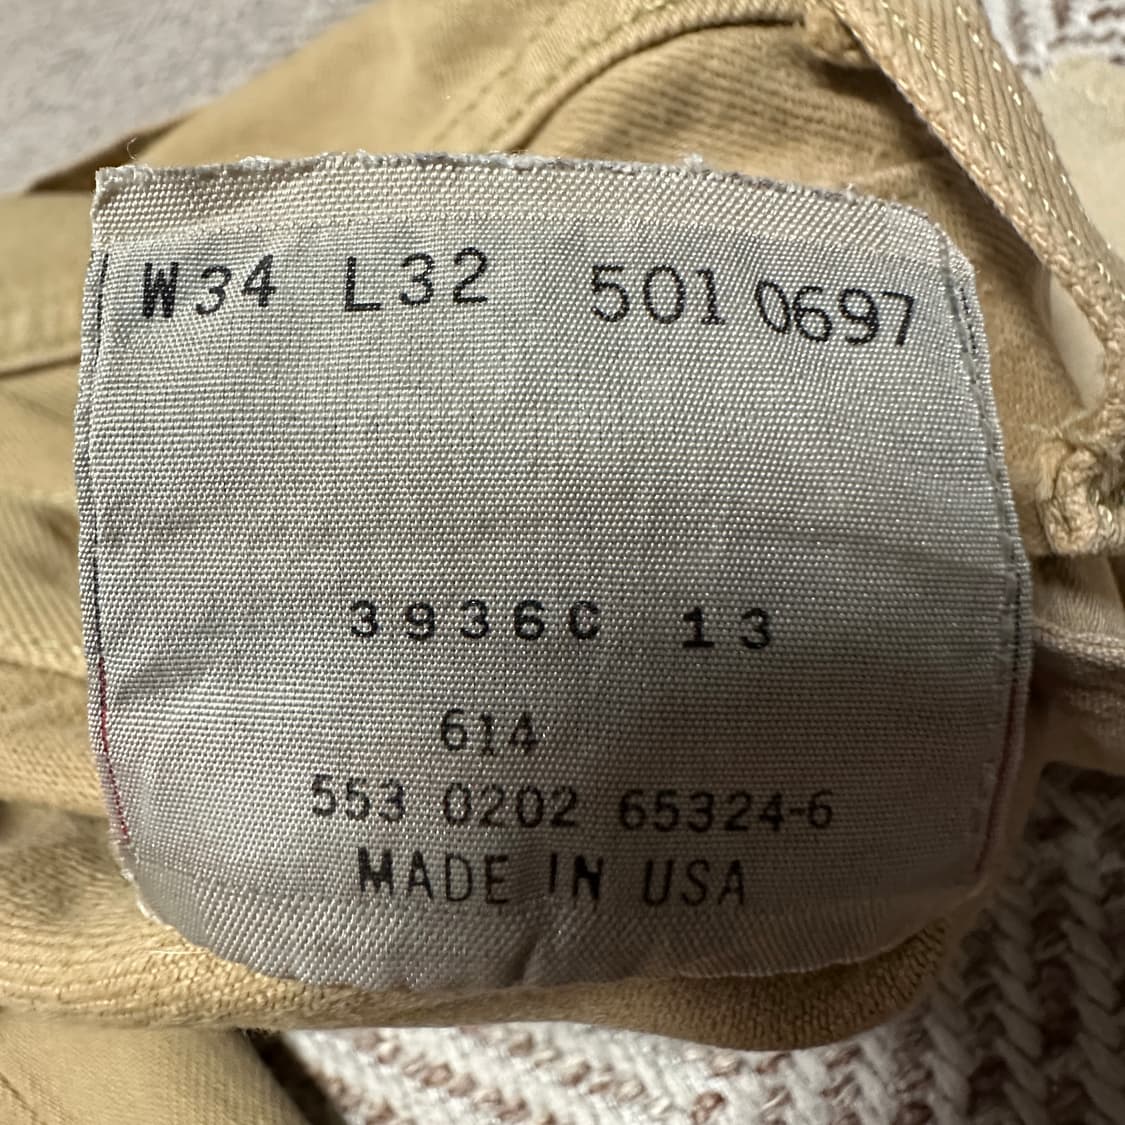 W34 L32 501 0697
3936C 13
614
553 0202 65324-6
MADE IN USA